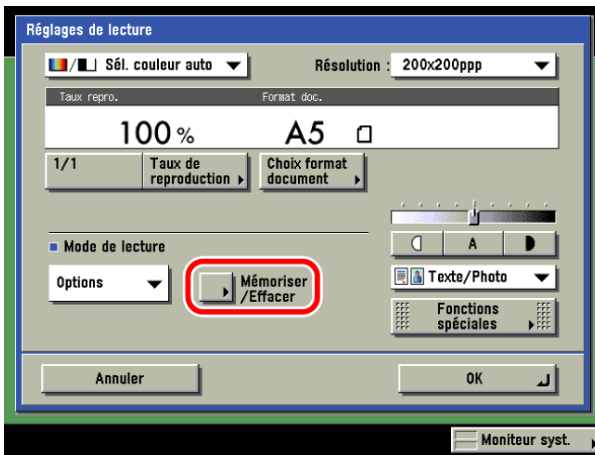 Réglages de lecture
Sél. couleur auto
Résolution : 200x200ppp
Taux repro.
Format doc.
100 %
A5
1/1
Taux de
reproduction
Choix format
document
Mode de lecture
A
Options
Mémoriser
/Effacer
Texte/Photo
Fonctions
spéciales
Annuler
OK
Moniteur syst.